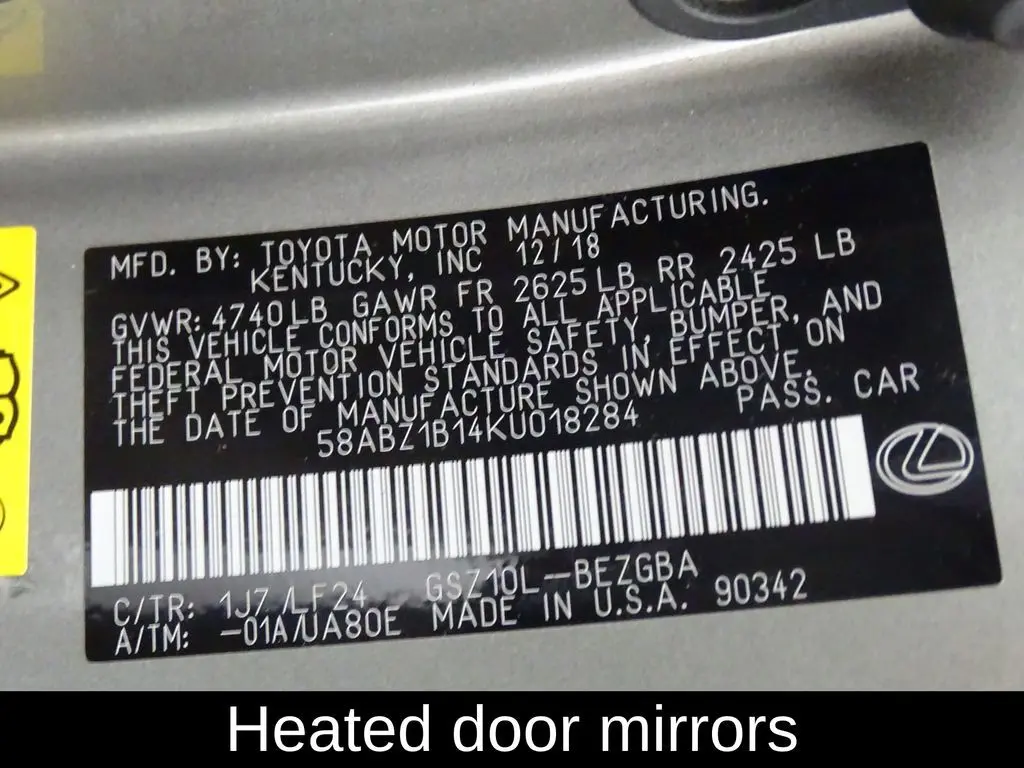 MFD. BY: TOYOTA MOTOR MANUFACTURING.
KENTUCKY, INC 12/18
GVWR: 4740LB GAWR FR 2625LB RR 2425 LB
THIS VEHICLE CONFORMS TO ALL APPLICABLE
FEDERAL MOTOR VEHICLE SAFETY, BUMPER, AND
THEFT PREVENTION STANDARDS IN EFFECT ON
THE DATE OF MANUFACTURE SHOWN ABOVE.
58ABZ1B14KU018284 PASS. CAR
C/TR: 1J7/LF24 GSZ10L-BEZGBA
A/TM: -01A/UA80E MADE IN U.S.A. 90342
Heated door mirrors